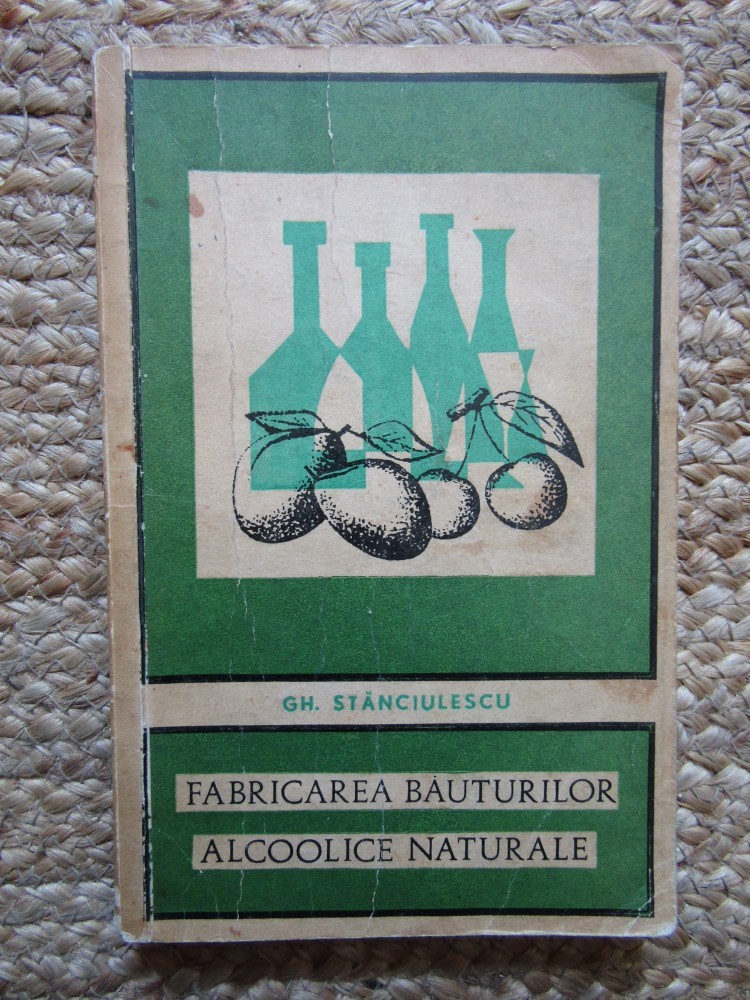 GH. STĂNCIULESCU
FABRICAREA BĂUTURILOR
ALCOOLICE NATURALE